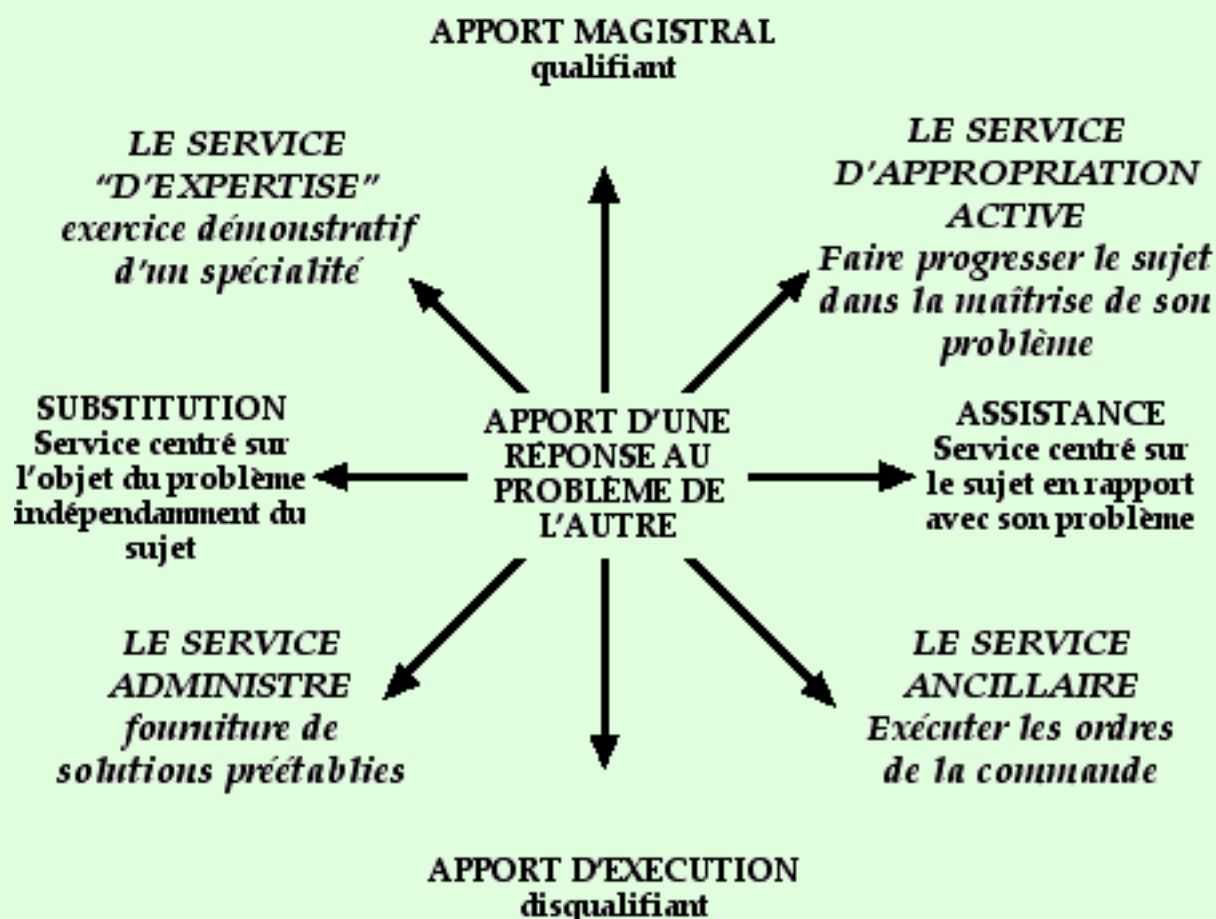 APPORT MAGISTRAL
qualifiant
LE SERVICE
“D’EXPERTISE”
exercice démonstratif
d’un spécialité
LE SERVICE
D’APPROPRIATION
ACTIVE
Faire progresser le sujet
dans la maîtrise de son
problème
SUBSTITUTION
Service centré sur
l’objet du problème
indépendamment du
sujet
APPORT D’UNE
RÉPONSE AU
PROBLÈME DE
L’AUTRE
ASSISTANCE
Service centré sur
le sujet en rapport
avec son problème
LE SERVICE
ADMINISTRE
fourniture de
solutions préétablies
LE SERVICE
ANCILLAIRE
Exécuter les ordres
de la commande
APPORT D’EXECUTION
disqualifiant